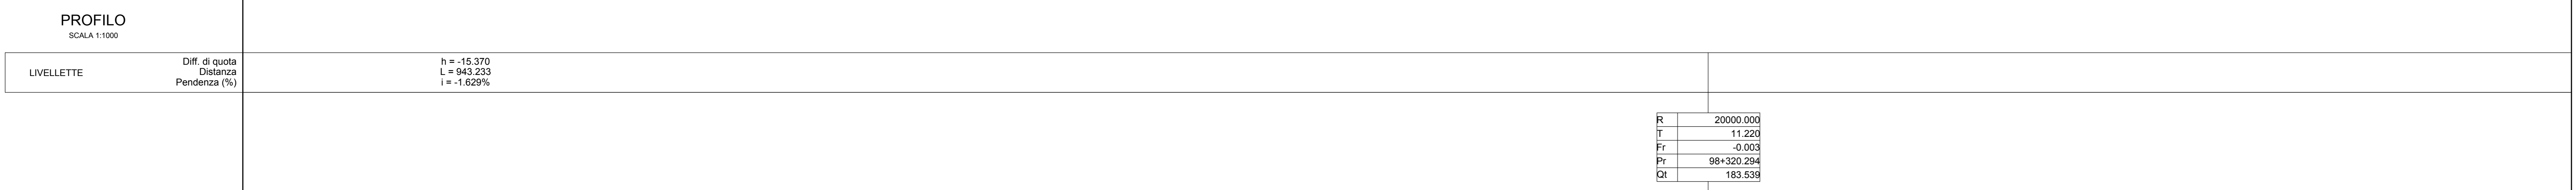 PROFILO
SCALA 1:1000
LIVELLETTE
Diff. di quota
Distanza
Pendenza (%)
h = -15.370
L = 943.233
i = -1.629%
R 20000.000
T 11.220
Fr -0.003
Pr 98+320.294
Qt 183.539